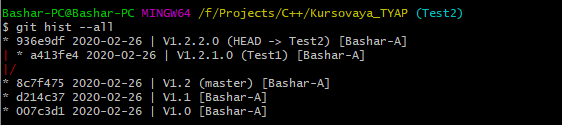 Bashar-PC@Bashar-PC MINGW64 /f/Projects/C++/Kursovaya_TYAP (Test2)
$ git hist --all
* 936e9df 2020-02-26 | V1.2.2.0 (HEAD -> Test2) [Bashar-A]
| * a413fe4 2020-02-26 | V1.2.1.0 (Test1) [Bashar-A]
|/
* 8c7f475 2020-02-26 | V1.2 (master) [Bashar-A]
* d214c37 2020-02-26 | V1.1 [Bashar-A]
* 007c3d1 2020-02-26 | V1.0 [Bashar-A]